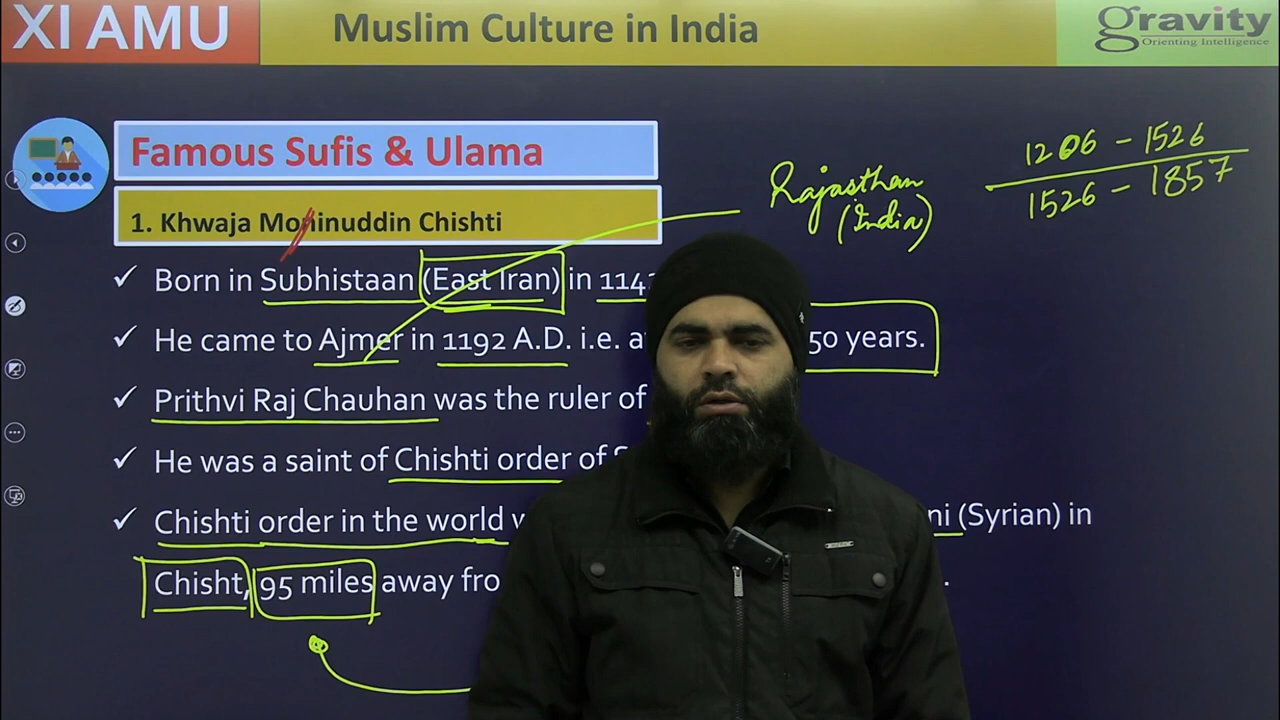 XI AMU
Muslim Culture in India
gravity
Orienting Intelligence
Famous Sufis & Ulama
1. Khwaja Moninuddin Chishti
Rajasthan
(India)
1206 - 1526
1526 - 1857
✓ Born in Subhistaan (East Iran) in 114
✓ He came to Ajmer in 1192 A.D. i.e. 50 years.
✓ Prithvi Raj Chauhan was the ruler of
✓ He was a saint of Chishti order of
✓ Chishti order in the world (Syrian) in
Chisht, 95 miles away